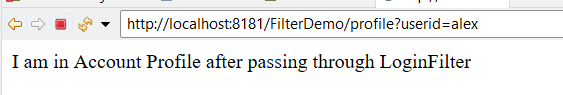 http://localhost:8181/FilterDemo/profile?userid=alex
I am in Account Profile after passing through LoginFilter